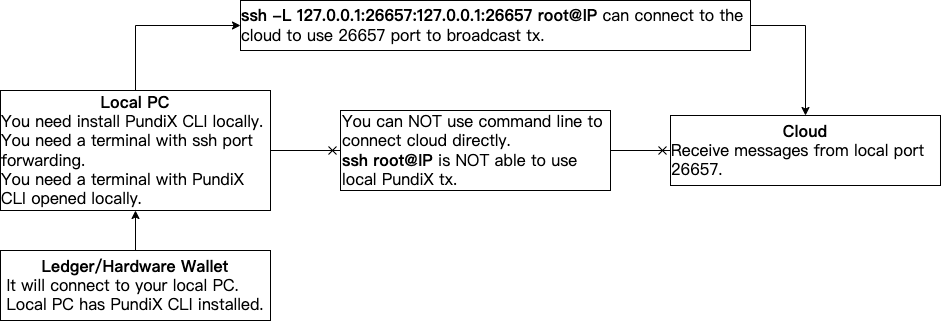 ssh -L 127.0.0.1:26657:127.0.0.1:26657 root@IP can connect to the
cloud to use 26657 port to broadcast tx.
Local PC
You need install PundiX CLI locally.
You need a terminal with ssh port
forwarding.
You need a terminal with PundiX
CLI opened locally.
You can NOT use command line to
connect cloud directly.
ssh root@IP is NOT able to use
local PundiX tx.
Cloud
Receive messages from local port
26657.
Ledger/Hardware Wallet
It will connect to your local PC.
Local PC has PundiX CLI installed.